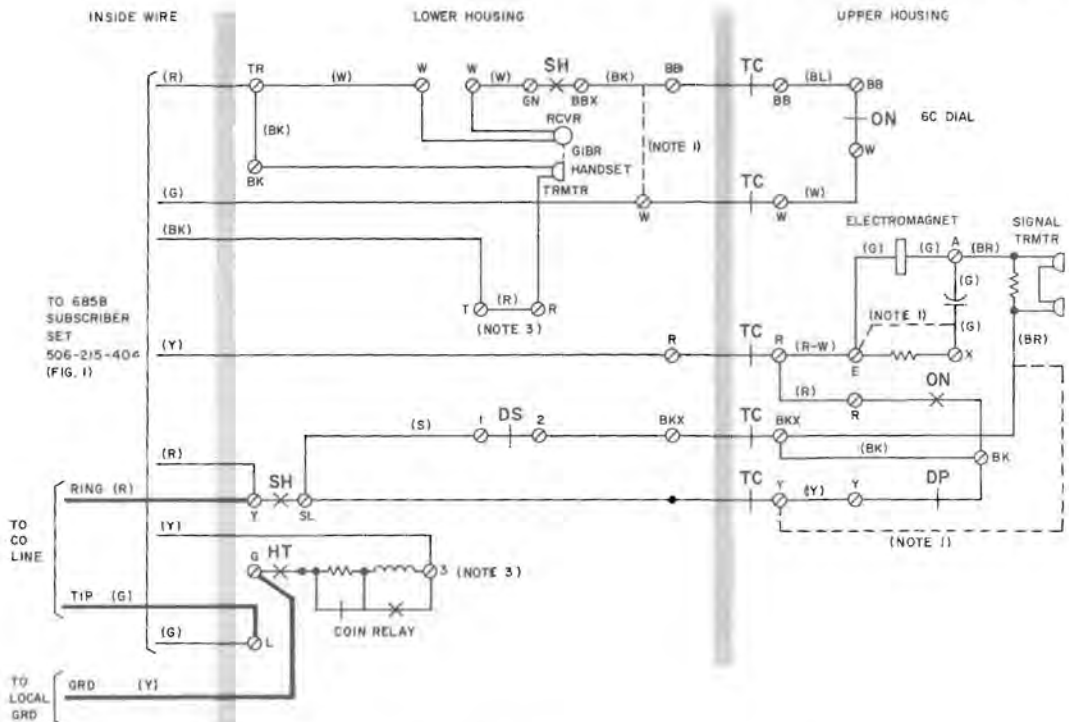 INSIDE WIRE LOWER HOUSING UPPER HOUSING
(R) TR (W) W W (W) SH (BK) BB TC (BL) BB
GN BBX BB ON 6C DIAL
RCVR
(BK) (NOTE 1) W
GIBR
BK HANDSET
TRMTR
(G) W TC (W)
W
(BK) ELECTROMAGNET SIGNAL
TRMTR
(G) (G) A (BR)
(G)
TO 685B
SUBSCRIBER
SET
506-215-404
(FIG. 1)
T (R) R
(NOTE 3)
(NOTE 1) (G)
(BR)
(Y) R TC R (R-W) E X
(R) R ON
(S) 1 DS 2 BKX TC BKX
(BK) BK
(R)
RING (R) Y SH SL TC Y (Y) Y DP
(NOTE 1)
TO
CO
LINE
(Y)
G HT 3 (NOTE 3)
TIP (G)
COIN RELAY
(G) L
TO
LOCAL
GRD
GRD (Y)